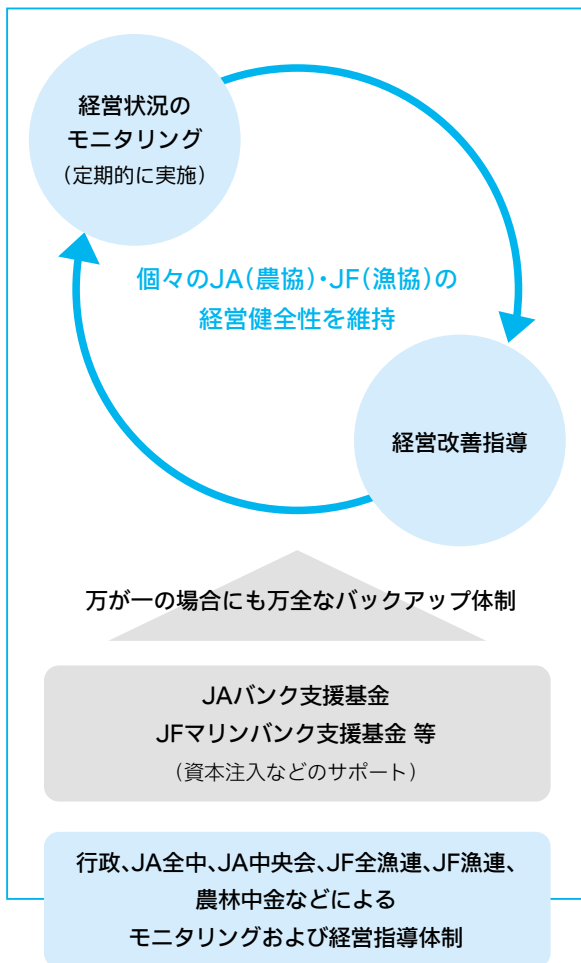 経営状況の
モニタリング
（定期的に実施）
個々のJA（農協）・JF（漁協）の
経営健全性を維持
経営改善指導
万が一の場合にも万全なバックアップ体制
JAバンク支援基金
JFマリンバンク支援基金 等
（資本注入などのサポート）
行政、JA全中、JA中央会、JF全漁連、JF漁連、
農林中金などによる
モニタリングおよび経営指導体制